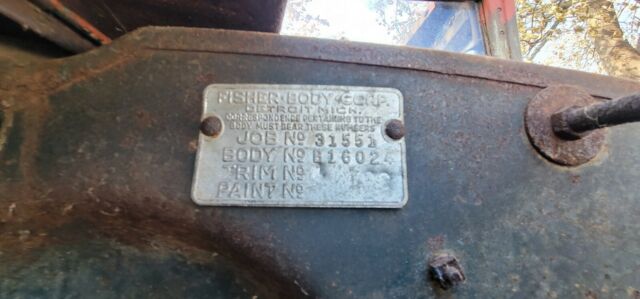 FISHER BODY CORP.
DETROIT MICH.
CORRESPONDENCE PERTAINING TO THE
BODY MUST BEAR THESE NUMBERS
JOB Nº 31551
BODY Nº E16024
TRIM Nº
PAINT Nº